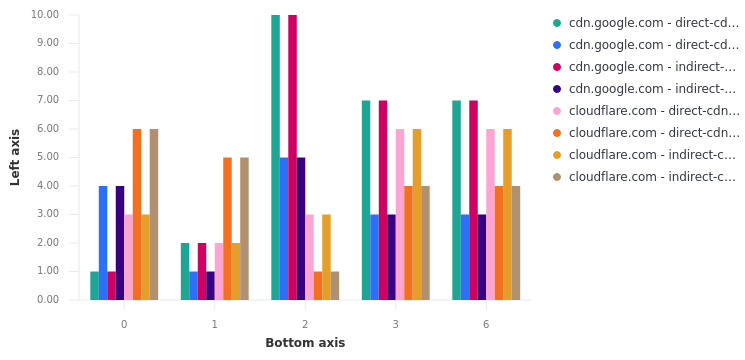 10.00
9.00
8.00
7.00
6.00
5.00
4.00
3.00
2.00
1.00
0.00
Left axis
0 1 2 3 6
Bottom axis
cdn.google.com - direct-cd...
cdn.google.com - direct-cd...
cdn.google.com - indirect-...
cdn.google.com - indirect-...
cloudflare.com - direct-cdn...
cloudflare.com - direct-cdn...
cloudflare.com - indirect-c...
cloudflare.com - indirect-c...